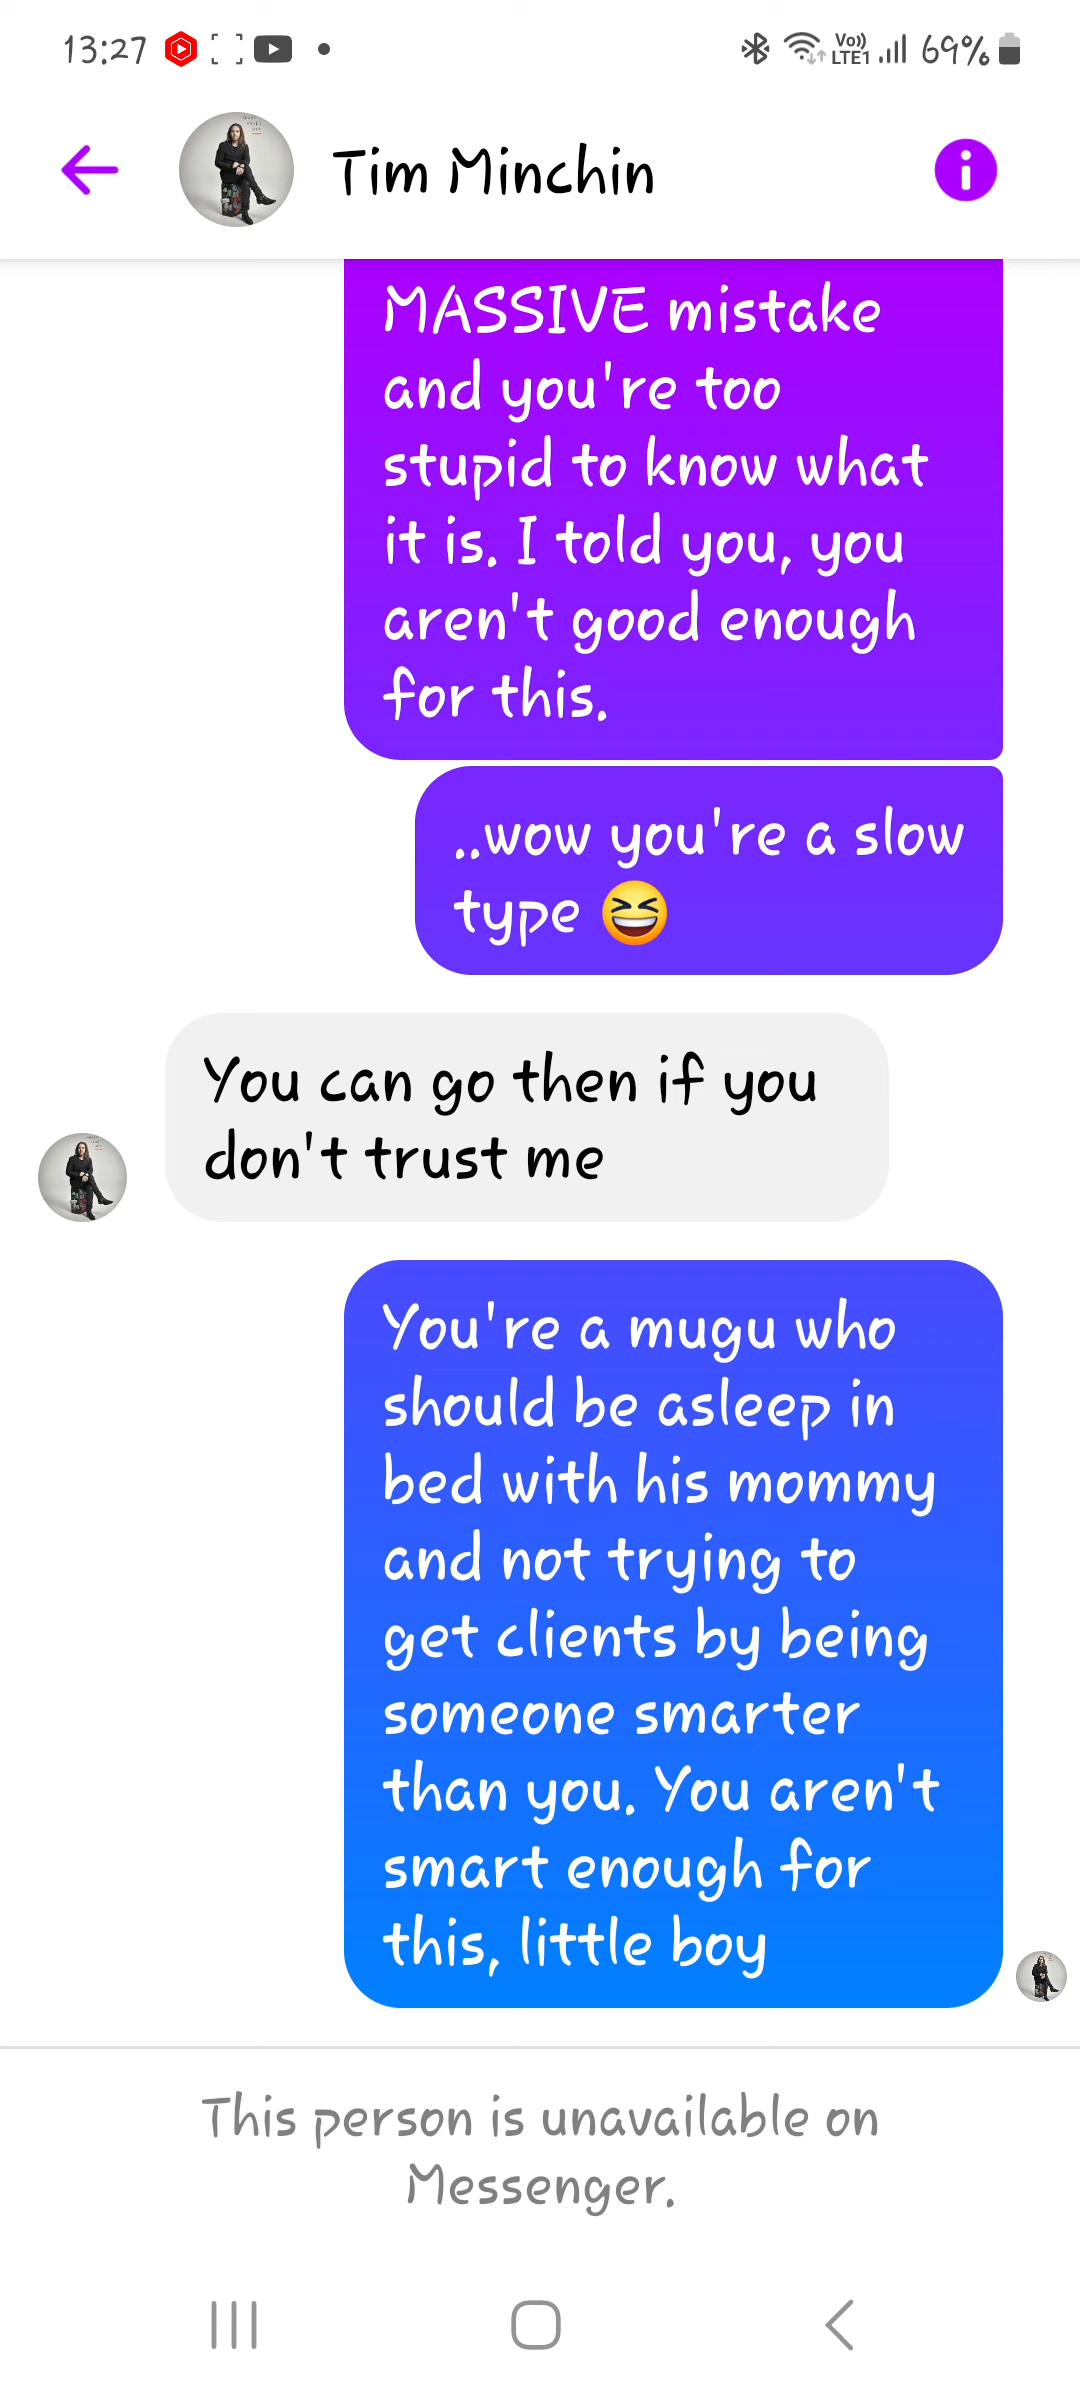 13:27
Vo))
LTE1
69%
Tim Minchin
MASSIVE mistake
and you're too
stupid to know what
it is. I told you, you
aren't good enough
for this.
..wow you're a slow
type 😆
You can go then if you
don't trust me
You're a mugu who
should be asleep in
bed with his mommy
and not trying to
get clients by being
someone smarter
than you. You aren't
smart enough for
this, little boy
This person is unavailable on
Messenger.